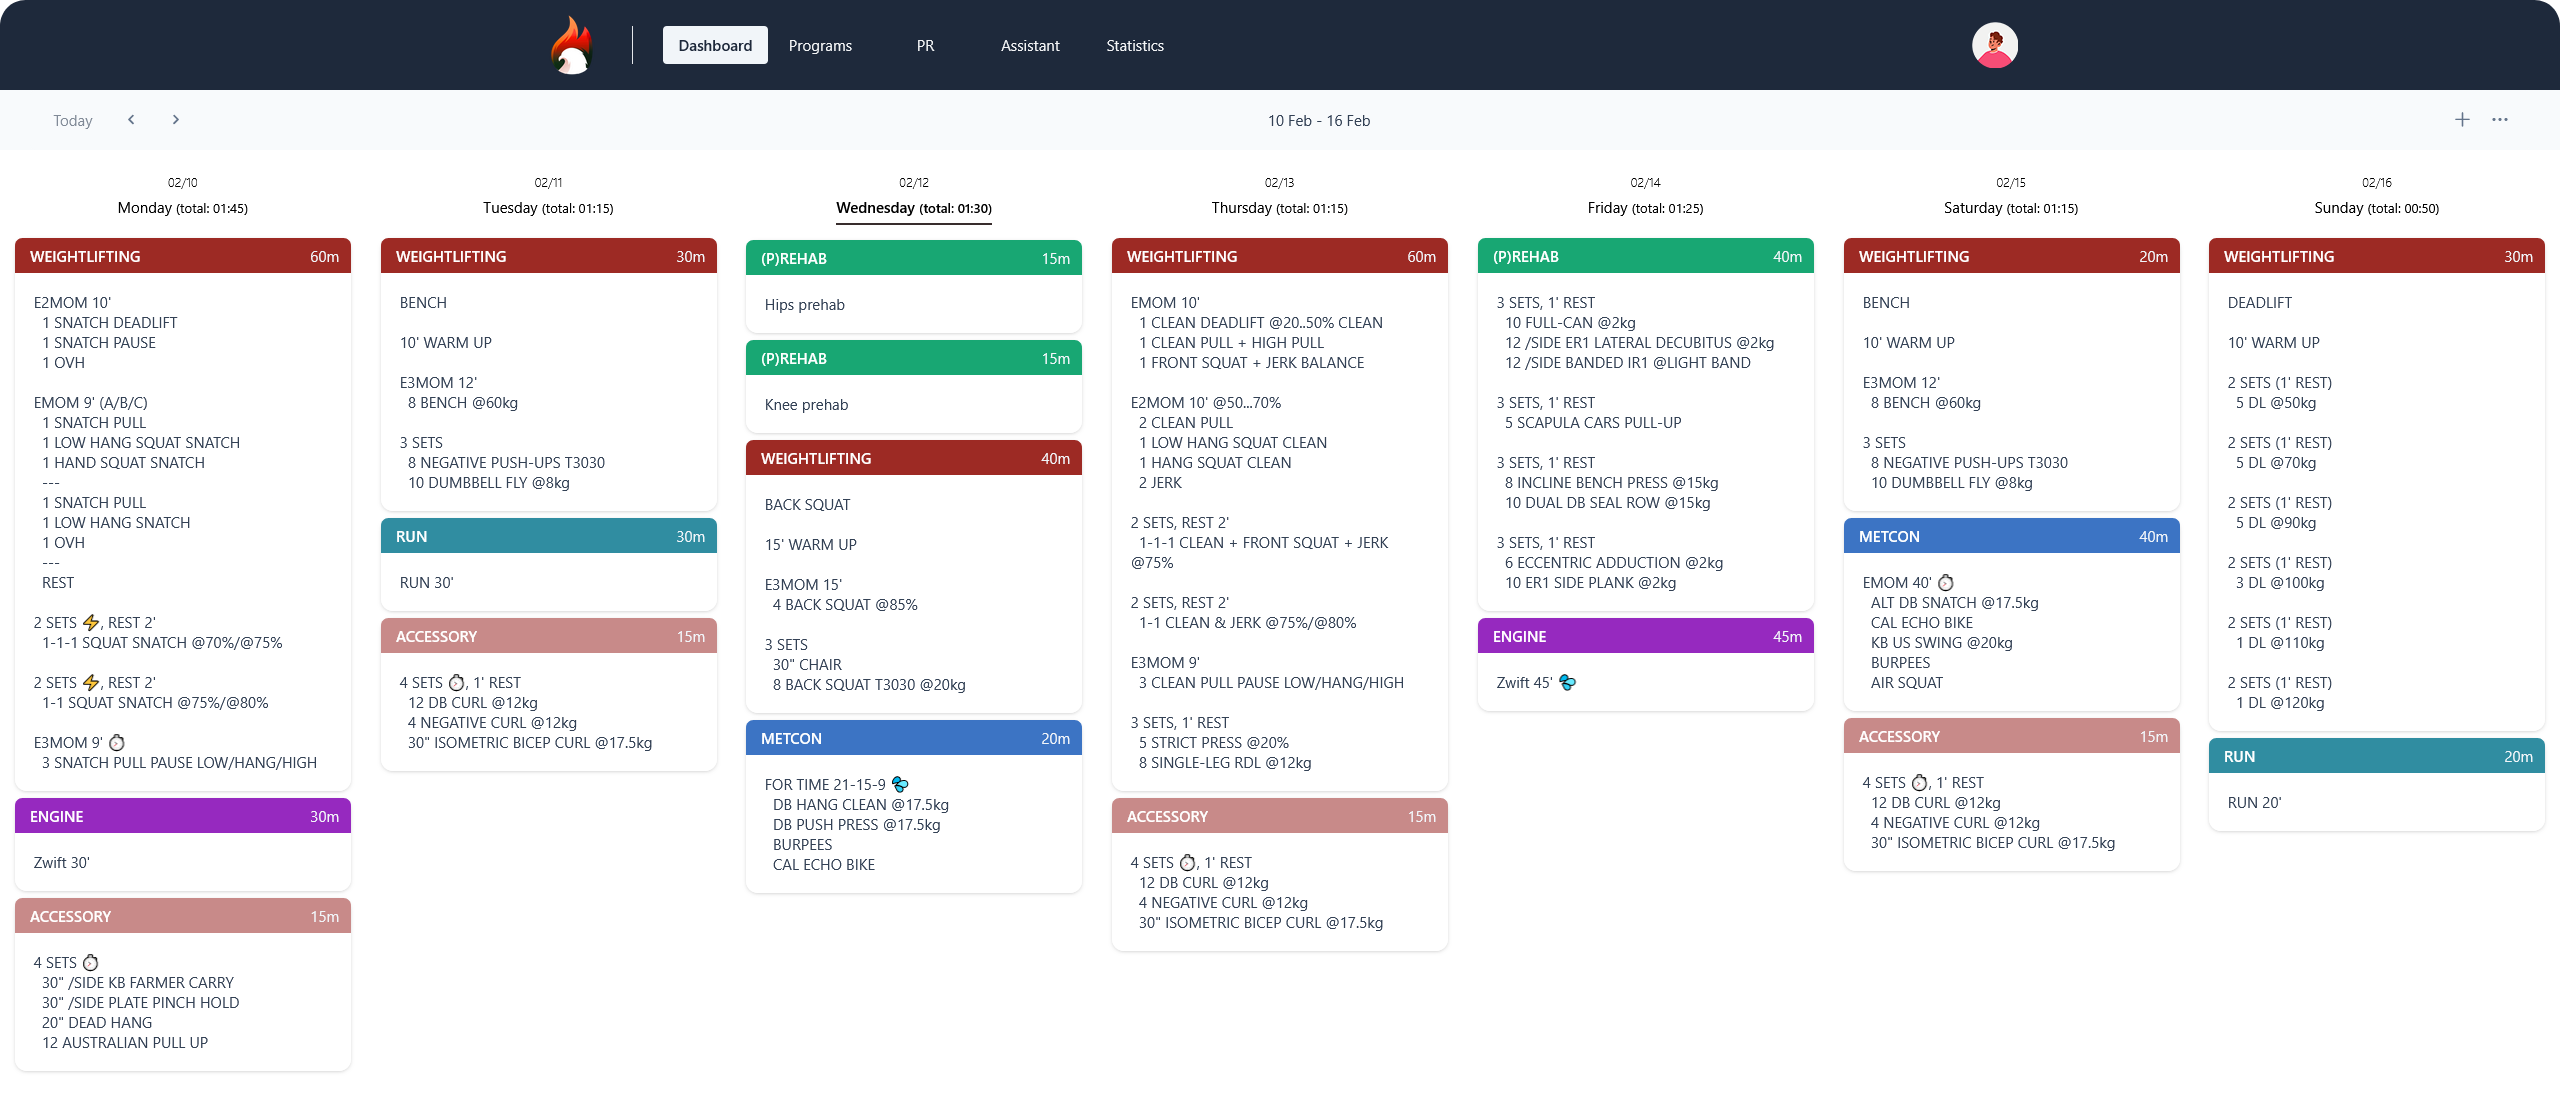 Dashboard
Programs
PR
Assistant
Statistics
Today
10 Feb - 16 Feb
02/10
Monday (total: 01:45)
WEIGHTLIFTING 60m
E2MOM 10'
1 SNATCH DEADLIFT
1 SNATCH PAUSE
1 OVH
EMOM 9' (A/B/C)
1 SNATCH PULL
1 LOW HANG SQUAT SNATCH
1 HAND SQUAT SNATCH
---
1 SNATCH PULL
1 LOW HANG SNATCH
1 OVH
---
REST
2 SETS ⚡, REST 2'
1-1-1 SQUAT SNATCH @70%/@75%
2 SETS ⚡, REST 2'
1-1 SQUAT SNATCH @75%/@80%
E3MOM 9' ⏱
3 SNATCH PULL PAUSE LOW/HANG/HIGH
ENGINE 30m
Zwift 30'
ACCESSORY 15m
4 SETS ⏱
30" /SIDE KB FARMER CARRY
30" /SIDE PLATE PINCH HOLD
20" DEAD HANG
12 AUSTRALIAN PULL UP
02/11
Tuesday (total: 01:15)
WEIGHTLIFTING 30m
BENCH
10' WARM UP
E3MOM 12'
8 BENCH @60kg
3 SETS
8 NEGATIVE PUSH-UPS T3030
10 DUMBBELL FLY @8kg
RUN 30m
RUN 30'
ACCESSORY 15m
4 SETS ⏱, 1' REST
12 DB CURL @12kg
4 NEGATIVE CURL @12kg
30" ISOMETRIC BICEP CURL @17.5kg
02/12
Wednesday (total: 01:30)
(P)REHAB 15m
Hips prehab
(P)REHAB 15m
Knee prehab
WEIGHTLIFTING 40m
BACK SQUAT
15' WARM UP
E3MOM 15'
4 BACK SQUAT @85%
3 SETS
30" CHAIR
8 BACK SQUAT T3030 @20kg
METCON 20m
FOR TIME 21-15-9 💦
DB HANG CLEAN @17.5kg
DB PUSH PRESS @17.5kg
BURPEES
CAL ECHO BIKE
02/13
Thursday (total: 01:15)
WEIGHTLIFTING 60m
EMOM 10'
1 CLEAN DEADLIFT @20..50% CLEAN
1 CLEAN PULL + HIGH PULL
1 FRONT SQUAT + JERK BALANCE
E2MOM 10' @50...70%
2 CLEAN PULL
1 LOW HANG SQUAT CLEAN
1 HANG SQUAT CLEAN
2 JERK
2 SETS, REST 2'
1-1-1 CLEAN + FRONT SQUAT + JERK
@75%
2 SETS, REST 2'
1-1 CLEAN & JERK @75%/@80%
E3MOM 9'
3 CLEAN PULL PAUSE LOW/HANG/HIGH
3 SETS, 1' REST
5 STRICT PRESS @20%
8 SINGLE-LEG RDL @12kg
ACCESSORY 15m
4 SETS ⏱, 1' REST
12 DB CURL @12kg
4 NEGATIVE CURL @12kg
30" ISOMETRIC BICEP CURL @17.5kg
02/14
Friday (total: 01:25)
(P)REHAB 40m
3 SETS, 1' REST
10 FULL-CAN @2kg
12 /SIDE ER1 LATERAL DECUBITUS @2kg
12 /SIDE BANDED IR1 @LIGHT BAND
3 SETS, 1' REST
5 SCAPULA CARS PULL-UP
3 SETS, 1' REST
8 INCLINE BENCH PRESS @15kg
10 DUAL DB SEAL ROW @15kg
3 SETS, 1' REST
6 ECCENTRIC ADDUCTION @2kg
10 ER1 SIDE PLANK @2kg
ENGINE 45m
Zwift 45' 💦
02/15
Saturday (total: 01:15)
WEIGHTLIFTING 20m
BENCH
10' WARM UP
E3MOM 12'
8 BENCH @60kg
3 SETS
8 NEGATIVE PUSH-UPS T3030
10 DUMBBELL FLY @8kg
METCON 40m
EMOM 40' ⏱
ALT DB SNATCH @17.5kg
CAL ECHO BIKE
KB US SWING @20kg
BURPEES
AIR SQUAT
ACCESSORY 15m
4 SETS ⏱, 1' REST
12 DB CURL @12kg
4 NEGATIVE CURL @12kg
30" ISOMETRIC BICEP CURL @17.5kg
02/16
Sunday (total: 00:50)
WEIGHTLIFTING 30m
DEADLIFT
10' WARM UP
2 SETS (1' REST)
5 DL @50kg
2 SETS (1' REST)
5 DL @70kg
2 SETS (1' REST)
5 DL @90kg
2 SETS (1' REST)
3 DL @100kg
2 SETS (1' REST)
1 DL @110kg
2 SETS (1' REST)
1 DL @120kg
RUN 20m
RUN 20'